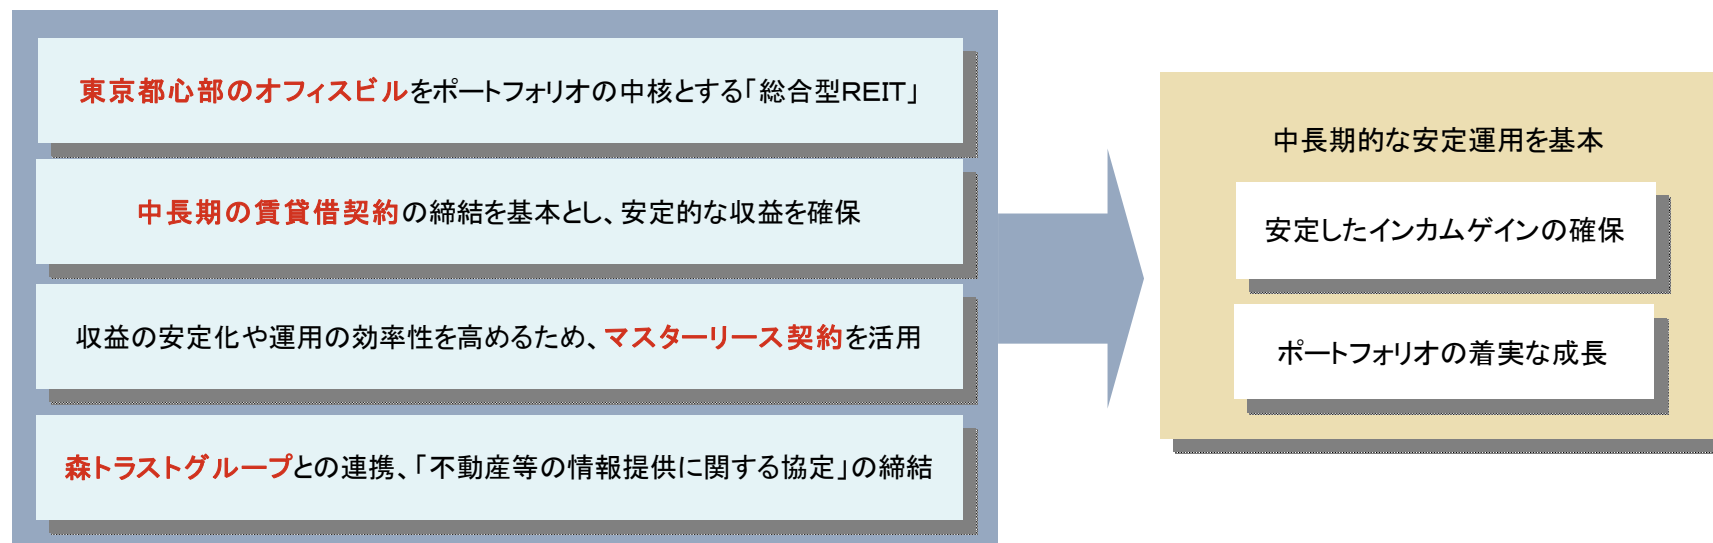 東京都心部のオフィスビルをポートフォリオの中核とする「総合型REIT」
中長期の賃貸借契約の締結を基本とし、安定的な収益を確保
収益の安定化や運用の効率性を高めるため、マスターリース契約を活用
森トラストグループとの連携、「不動産等の情報提供に関する協定」の締結
中長期的な安定運用を基本
安定したインカムゲインの確保
ポートフォリオの着実な成長